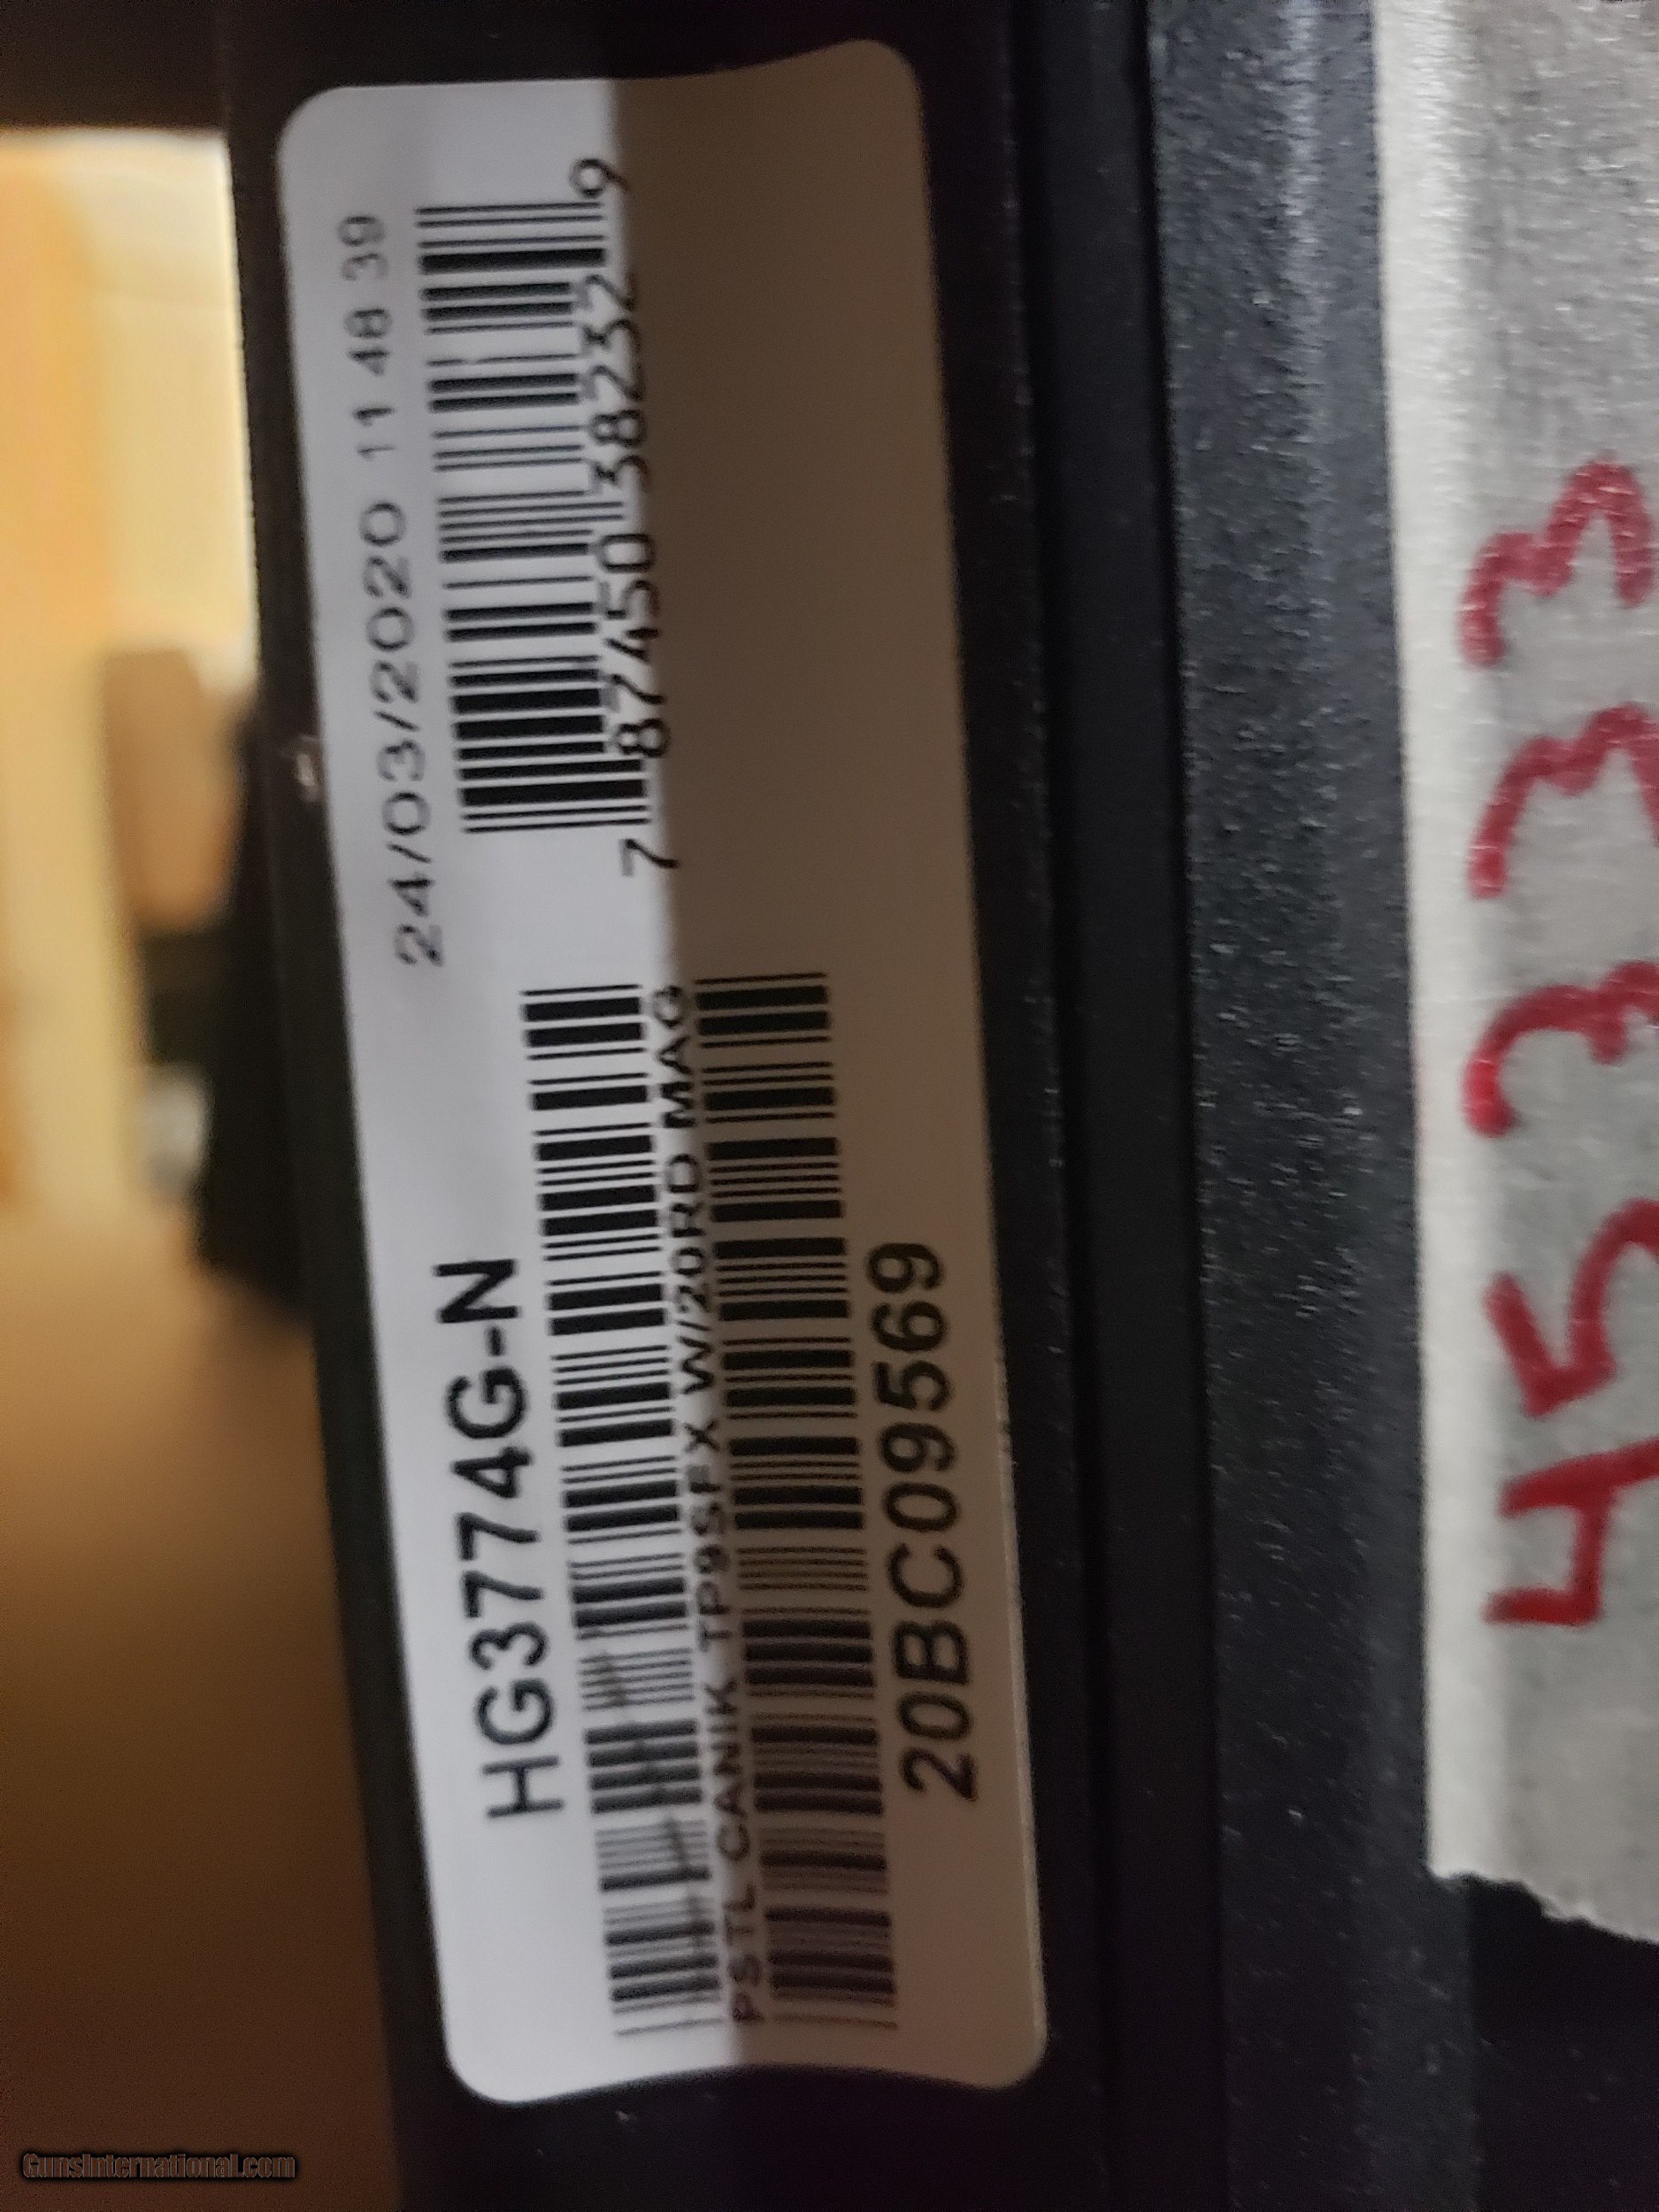 24/03/2020 11 48 39
7 87450 38232 9
HG3774G-N
PSTL CANIK TP9SFX W/20RD MAG
20BC09569
45333
GunsInternational.com